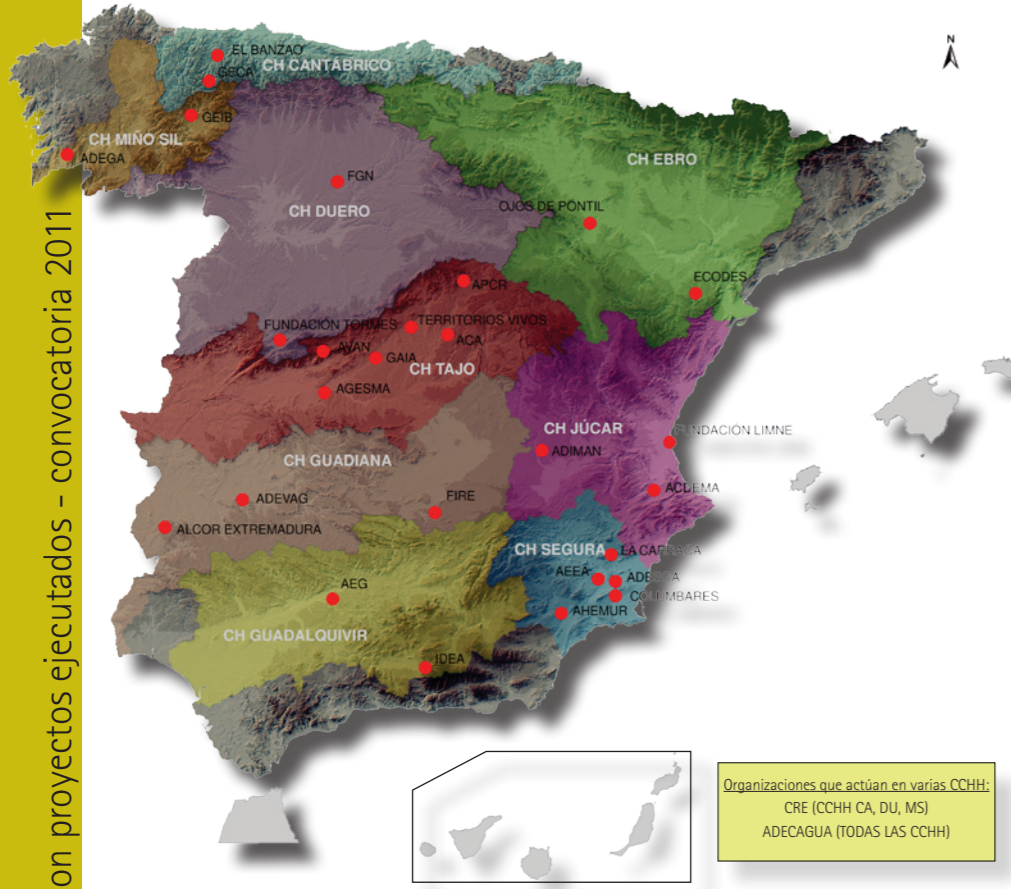 on proyectos ejecutados - convocatoria 2011
N
EL BANZAO
CH CANTÁBRICO
GECA
GEIB
CH MIÑO SIL
ADEGA
CH EBRO
FGN
CH DUERO
OJOS DE PONTIL
APCR
ECODES
FUNDACIÓN TORMES
TERRITORIOS VIVOS
ACA
AVAN
GAIA
CH TAJO
AGESMA
CH JÚCAR
FUNDACIÓN LIMNE
ADIMAN
CH GUADIANA
ACDEMA
ADEVAG
FIRE
ALCOR EXTREMADURA
CH SEGURA
LA CARRACA
AEEA
COLUMBARES
AEG
AHEMUR
CH GUADALQUIVIR
IDEA
Organizaciones que actúan en varias CCHH:
CRE (CCHH CA, DU, MS)
ADECAGUA (TODAS LAS CCHH)